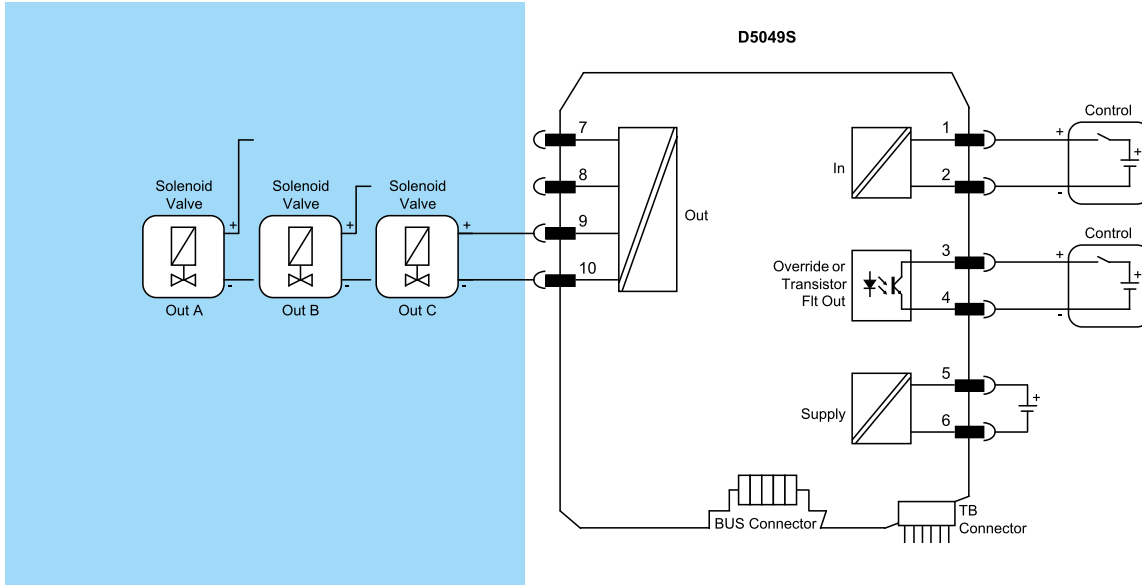 D5049S
Solenoid
Valve
+
-
Out A
Solenoid
Valve
+
-
Out B
Solenoid
Valve
+
-
Out C
7
8
9
10
Out
In
1
2
+
-
Control
+
Override or
Transistor
Flt Out
3
4
+
-
Control
+
Supply
5
6
+
BUS Connector
TB
Connector